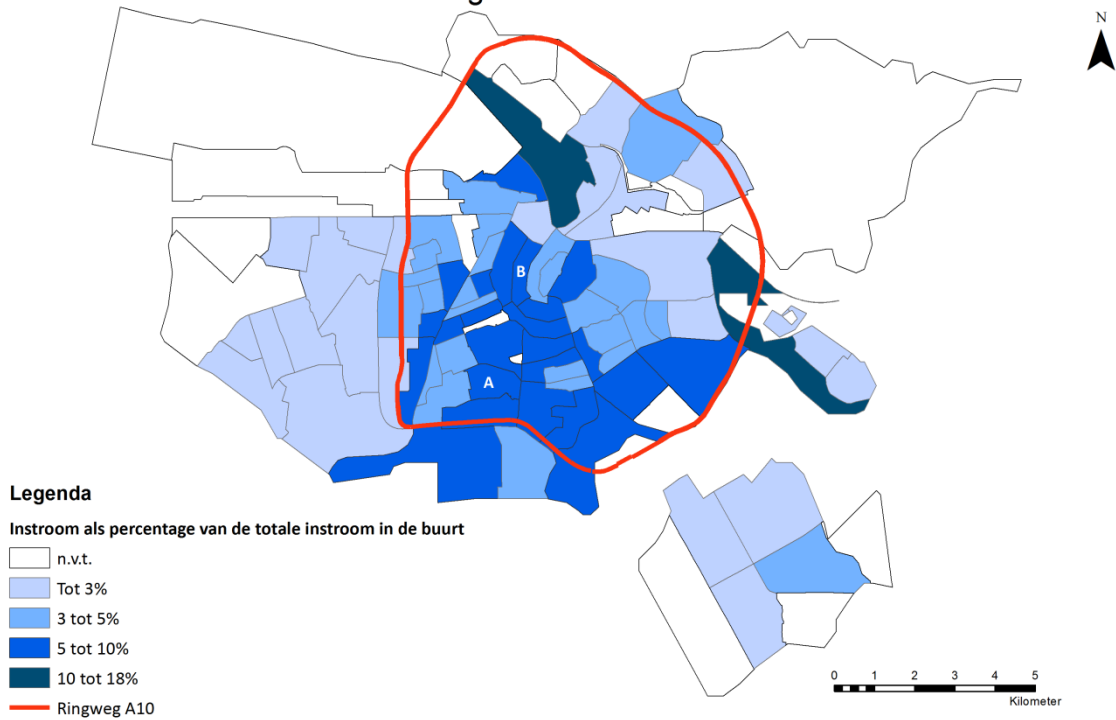 N
B
A
Legenda
Instroom als percentage van de totale instroom in de buurt
n.v.t.
Tot 3%
3 tot 5%
5 tot 10%
10 tot 18%
Ringweg A10
0 1 2 3 4 5
Kilometer